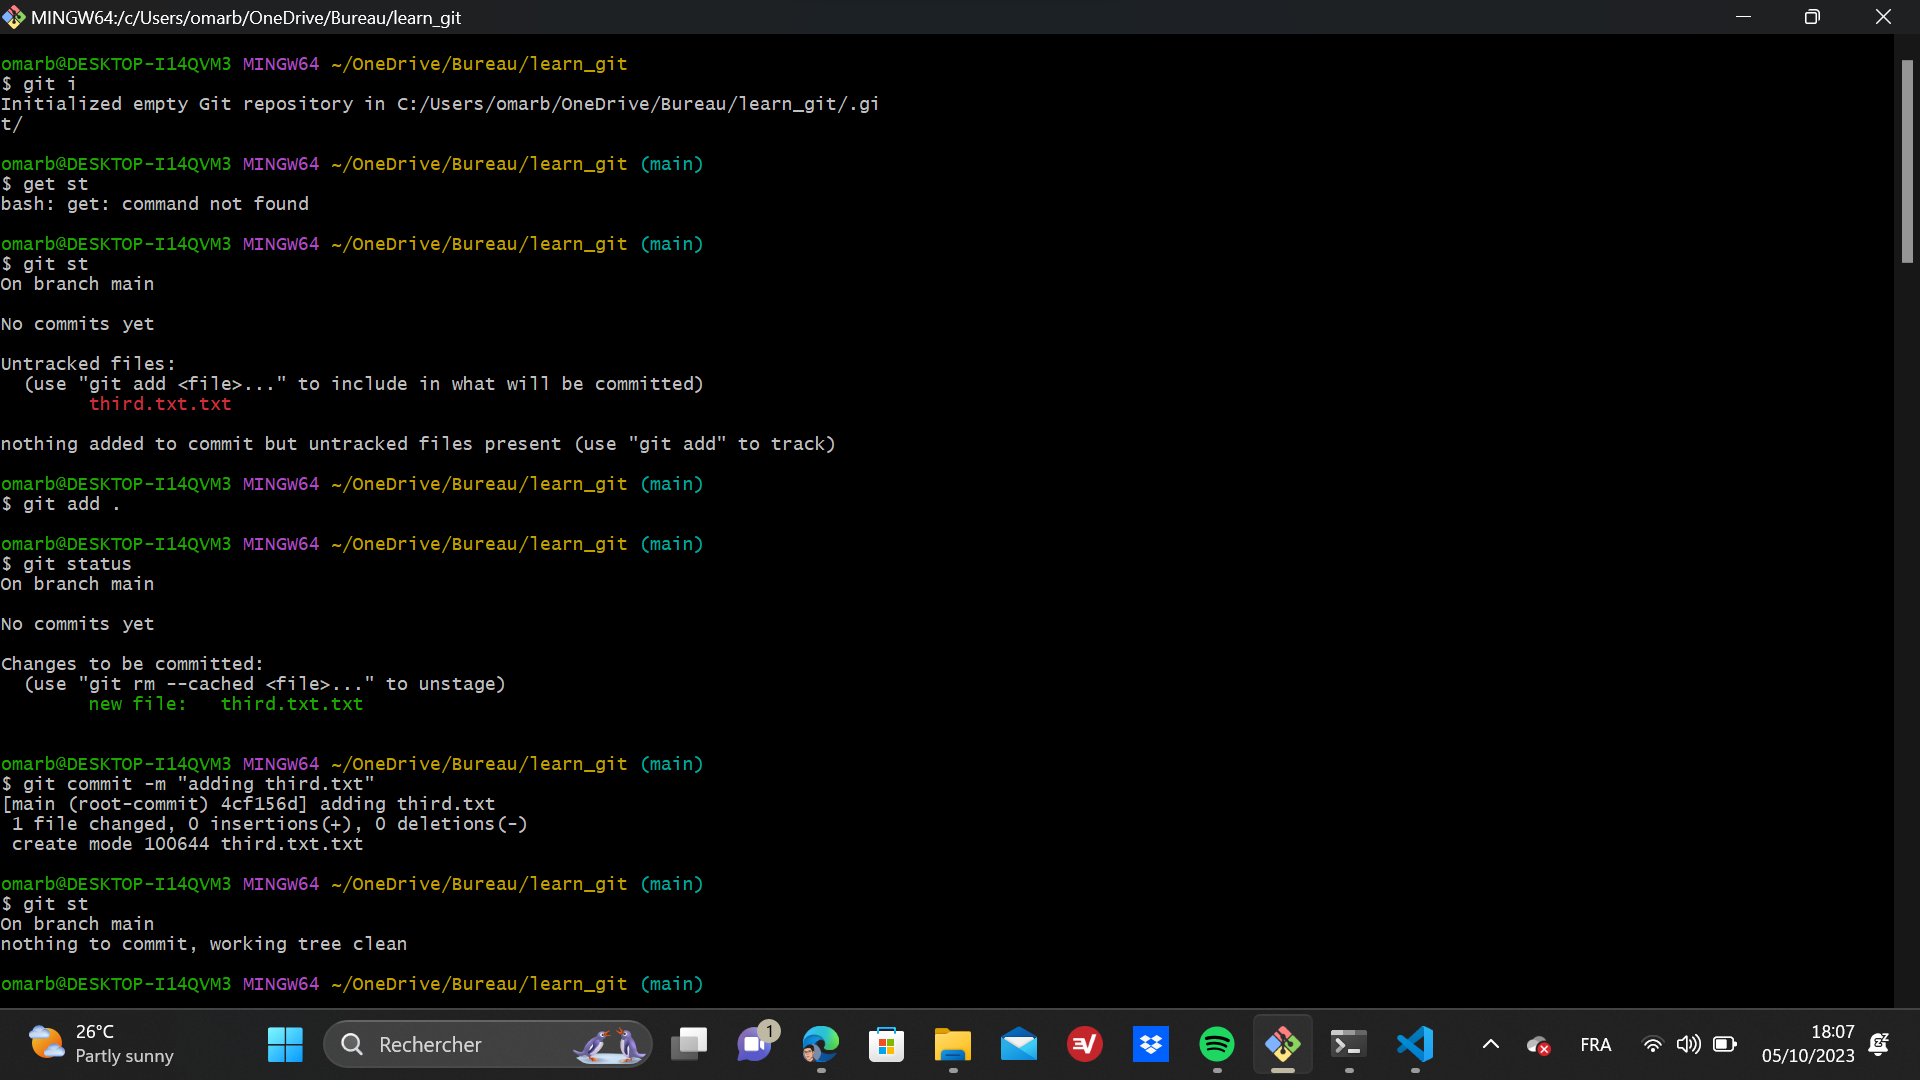 MINGW64:/c/Users/omarb/OneDrive/Bureau/learn_git
omarb@DESKTOP-I14QVM3 MINGW64 ~/OneDrive/Bureau/learn_git
$ git i
Initialized empty Git repository in C:/Users/omarb/OneDrive/Bureau/learn_git/.gi
t/
omarb@DESKTOP-I14QVM3 MINGW64 ~/OneDrive/Bureau/learn_git (main)
$ get st
bash: get: command not found
omarb@DESKTOP-I14QVM3 MINGW64 ~/OneDrive/Bureau/learn_git (main)
$ git st
On branch main
No commits yet
Untracked files:
  (use "git add <file>..." to include in what will be committed)
        third.txt.txt
nothing added to commit but untracked files present (use "git add" to track)
omarb@DESKTOP-I14QVM3 MINGW64 ~/OneDrive/Bureau/learn_git (main)
$ git add .
omarb@DESKTOP-I14QVM3 MINGW64 ~/OneDrive/Bureau/learn_git (main)
$ git status
On branch main
No commits yet
Changes to be committed:
  (use "git rm --cached <file>..." to unstage)
        new file:   third.txt.txt
omarb@DESKTOP-I14QVM3 MINGW64 ~/OneDrive/Bureau/learn_git (main)
$ git commit -m "adding third.txt"
[main (root-commit) 4cf156d] adding third.txt
 1 file changed, 0 insertions(+), 0 deletions(-)
 create mode 100644 third.txt.txt
omarb@DESKTOP-I14QVM3 MINGW64 ~/OneDrive/Bureau/learn_git (main)
$ git st
On branch main
nothing to commit, working tree clean
omarb@DESKTOP-I14QVM3 MINGW64 ~/OneDrive/Bureau/learn_git (main)
26°C
Partly sunny
Rechercher
1
FRA
18:07
05/10/2023